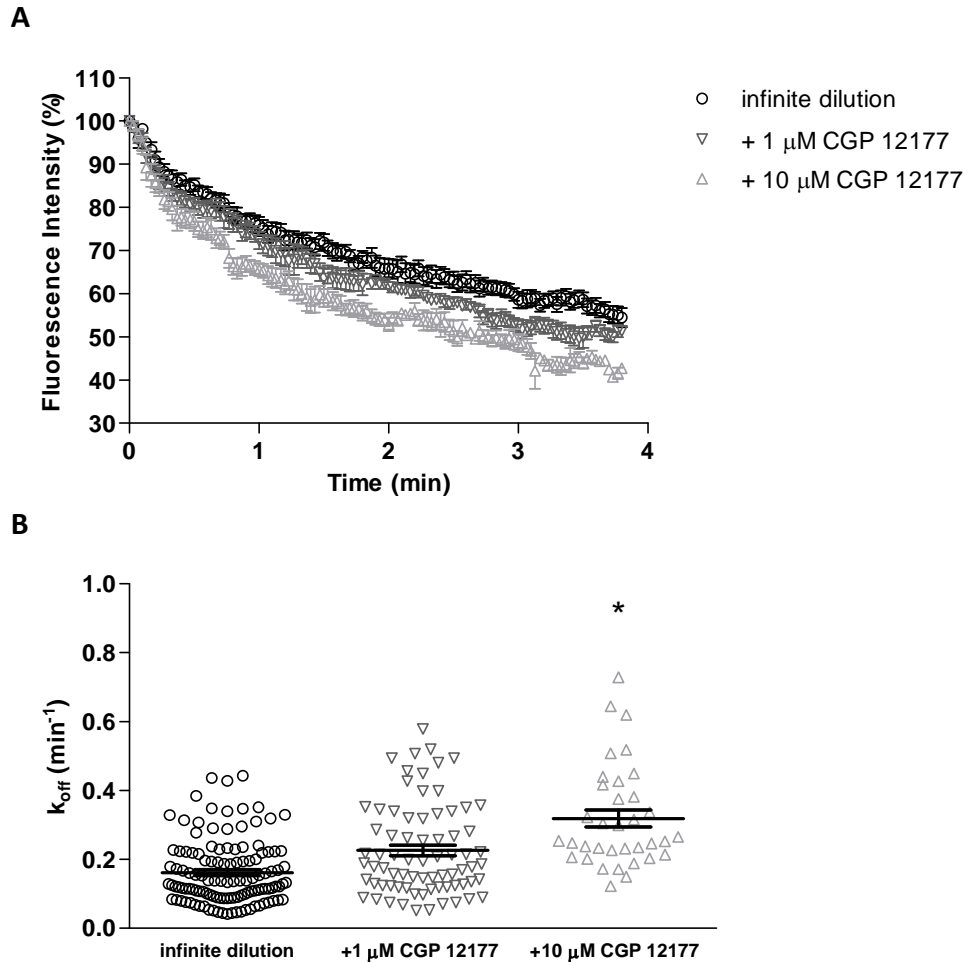 A
110
100
90
80
70
60
50
40
30
Fluorescence Intensity (%)
0 1 2 3 4
Time (min)
infinite dilution
+ 1 μM CGP 12177
+ 10 μM CGP 12177
B
1.0
0.8
0.6
0.4
0.2
0.0
k_off (min⁻¹)
*
infinite dilution +1 μM CGP 12177 +10 μM CGP 12177